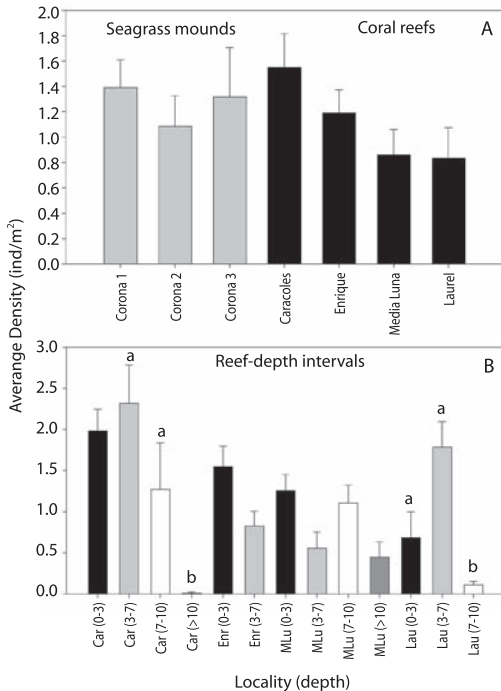 Seagrass mounds
Coral reefs
A
2.0
1.8
1.6
1.4
1.2
1.0
0.8
0.6
0.4
0.2
0.0
Corona 1
Corona 2
Corona 3
Caracoles
Enrique
Media Luna
Laurel
Averange Density (ind/m²)
Reef-depth intervals
B
3.0
2.5
2.0
1.5
1.0
0.5
0.0
a
a
b
a
a
b
Car (0-3)
Car (3-7)
Car (7-10)
Car (>10)
Enr (0-3)
Enr (3-7)
MLu (0-3)
MLu (3-7)
MLu (7-10)
MLu (>10)
Lau (0-3)
Lau (3-7)
Lau (7-10)
Locality (depth)